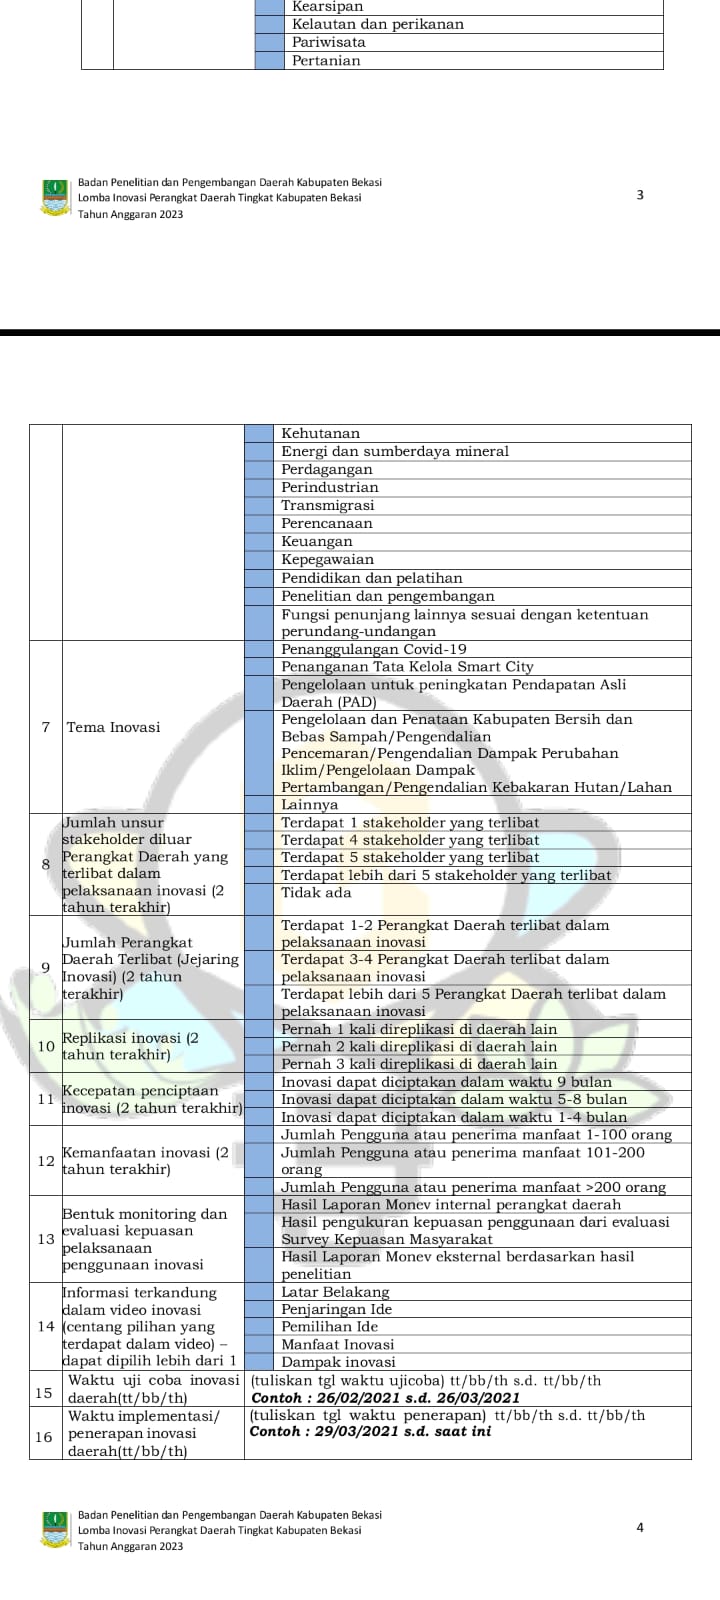 Kearsipan
Kelautan dan perikanan
Pariwisata
Pertanian
Badan Penelitian dan Pengembangan Daerah Kabupaten Bekasi
Lomba Inovasi Perangkat Daerah Tingkat Kabupaten Bekasi
Tahun Anggaran 2023
3
Kehutanan
Energi dan sumberdaya mineral
Perdagangan
Perindustrian
Transmigrasi
Perencanaan
Keuangan
Kepegawaian
Pendidikan dan pelatihan
Penelitian dan pengembangan
Fungsi penunjang lainnya sesuai dengan ketentuan
perundang-undangan
7 Tema Inovasi
Penanggulangan Covid-19
Penanganan Tata Kelola Smart City
Pengelolaan untuk peningkatan Pendapatan Asli
Daerah (PAD)
Pengelolaan dan Penataan Kabupaten Bersih dan
Bebas Sampah/Pengendalian
Pencemaran/Pengendalian Dampak Perubahan
Iklim/Pengelolaan Dampak
Pertambangan/Pengendalian Kebakaran Hutan/Lahan
Lainnya
8
Jumlah unsur
stakeholder diluar
Perangkat Daerah yang
terlibat dalam
pelaksanaan inovasi (2
tahun terakhir)
Terdapat 1 stakeholder yang terlibat
Terdapat 4 stakeholder yang terlibat
Terdapat 5 stakeholder yang terlibat
Terdapat lebih dari 5 stakeholder yang terlibat
Tidak ada
9
Jumlah Perangkat
Daerah Terlibat (Jejaring
Inovasi) (2 tahun
terakhir)
Terdapat 1-2 Perangkat Daerah terlibat dalam
pelaksanaan inovasi
Terdapat 3-4 Perangkat Daerah terlibat dalam
pelaksanaan inovasi
Terdapat lebih dari 5 Perangkat Daerah terlibat dalam
pelaksanaan inovasi
10
Replikasi inovasi (2
tahun terakhir)
Pernah 1 kali direplikasi di daerah lain
Pernah 2 kali direplikasi di daerah lain
Pernah 3 kali direplikasi di daerah lain
11
Kecepatan penciptaan
inovasi (2 tahun terakhir)
Inovasi dapat diciptakan dalam waktu 9 bulan
Inovasi dapat diciptakan dalam waktu 5-8 bulan
Inovasi dapat diciptakan dalam waktu 1-4 bulan
12
Kemanfaatan inovasi (2
tahun terakhir)
Jumlah Pengguna atau penerima manfaat 1-100 orang
Jumlah Pengguna atau penerima manfaat 101-200
orang
Jumlah Pengguna atau penerima manfaat >200 orang
13
Bentuk monitoring dan
evaluasi kepuasan
pelaksanaan
penggunaan inovasi
Hasil Laporan Monev internal perangkat daerah
Hasil pengukuran kepuasan penggunaan dari evaluasi
Survey Kepuasan Masyarakat
Hasil Laporan Monev eksternal berdasarkan hasil
penelitian
14
Informasi terkandung
dalam video inovasi
(centang pilihan yang
terdapat dalam video) –
dapat dipilih lebih dari 1
Latar Belakang
Penjaringan Ide
Pemilihan Ide
Manfaat Inovasi
Dampak inovasi
15
Waktu uji coba inovasi
daerah(tt/bb/th)
(tuliskan tgl waktu ujicoba) tt/bb/th s.d. tt/bb/th
Contoh : 26/02/2021 s.d. 26/03/2021
16
Waktu implementasi/
penerapan inovasi
daerah(tt/bb/th)
(tuliskan tgl waktu penerapan) tt/bb/th s.d. tt/bb/th
Contoh : 29/03/2021 s.d. saat ini
Badan Penelitian dan Pengembangan Daerah Kabupaten Bekasi
Lomba Inovasi Perangkat Daerah Tingkat Kabupaten Bekasi
Tahun Anggaran 2023
4